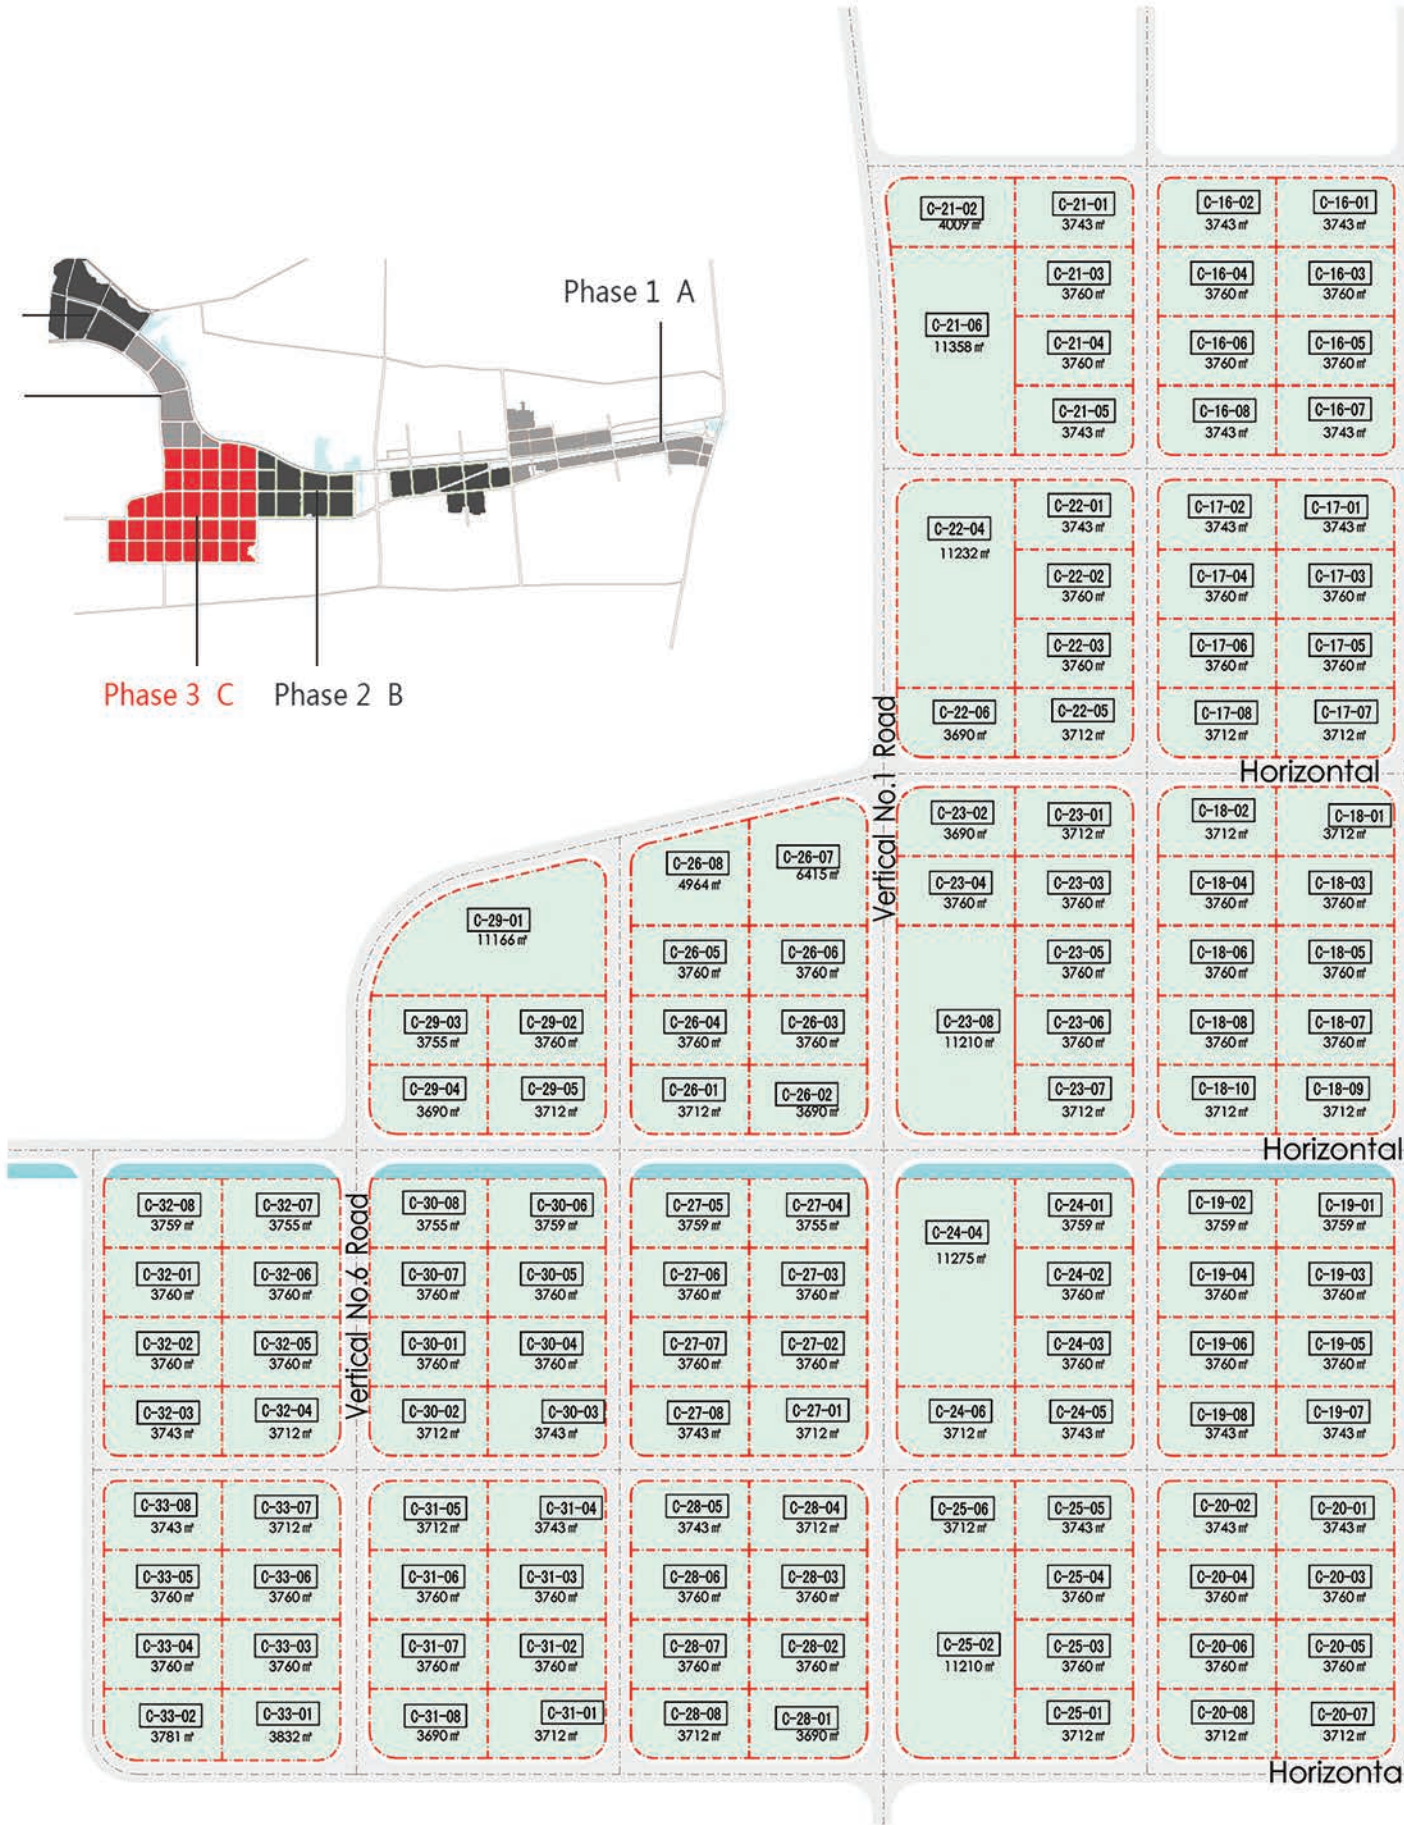 Phase 1 A
Phase 3 C
Phase 2 B
C-21-02
4009㎡
C-21-01
3743㎡
C-21-03
3760㎡
C-21-06
11358㎡
C-21-04
3760㎡
C-21-05
3743㎡
C-16-02
3743㎡
C-16-01
3743㎡
C-16-04
3760㎡
C-16-03
3760㎡
C-16-06
3760㎡
C-16-05
3760㎡
C-16-08
3743㎡
C-16-07
3743㎡
C-22-04
11232㎡
C-22-01
3743㎡
C-22-02
3760㎡
C-22-03
3760㎡
C-22-06
3690㎡
C-22-05
3712㎡
C-17-02
3743㎡
C-17-01
3743㎡
C-17-04
3760㎡
C-17-03
3760㎡
C-17-06
3760㎡
C-17-05
3760㎡
C-17-08
3712㎡
C-17-07
3712㎡
Vertical No.1 Road
Horizontal
C-29-01
11166㎡
C-29-03
3755㎡
C-29-02
3760㎡
C-29-04
3690㎡
C-29-05
3712㎡
C-26-08
4964㎡
C-26-07
6415㎡
C-26-05
3760㎡
C-26-06
3760㎡
C-26-04
3760㎡
C-26-03
3760㎡
C-26-01
3712㎡
C-26-02
3690㎡
C-23-02
3690㎡
C-23-01
3712㎡
C-23-04
3760㎡
C-23-03
3760㎡
C-23-05
3760㎡
C-23-08
11210㎡
C-23-06
3760㎡
C-23-07
3712㎡
C-18-02
3712㎡
C-18-01
3712㎡
C-18-04
3760㎡
C-18-03
3760㎡
C-18-06
3760㎡
C-18-05
3760㎡
C-18-08
3760㎡
C-18-07
3760㎡
C-18-10
3712㎡
C-18-09
3712㎡
Horizontal
C-32-08
3759㎡
C-32-07
3755㎡
C-32-01
3760㎡
C-32-06
3760㎡
C-32-02
3760㎡
C-32-05
3760㎡
C-32-03
3743㎡
C-32-04
3712㎡
Vertical No.6 Road
C-30-08
3755㎡
C-30-06
3759㎡
C-30-07
3760㎡
C-30-05
3760㎡
C-30-01
3760㎡
C-30-04
3760㎡
C-30-02
3712㎡
C-30-03
3743㎡
C-27-05
3759㎡
C-27-04
3755㎡
C-27-06
3760㎡
C-27-03
3760㎡
C-27-07
3760㎡
C-27-02
3760㎡
C-27-08
3743㎡
C-27-01
3712㎡
C-24-04
11275㎡
C-24-01
3759㎡
C-24-02
3760㎡
C-24-03
3760㎡
C-24-06
3712㎡
C-24-05
3743㎡
C-19-02
3759㎡
C-19-01
3759㎡
C-19-04
3760㎡
C-19-03
3760㎡
C-19-06
3760㎡
C-19-05
3760㎡
C-19-08
3743㎡
C-19-07
3743㎡
C-33-08
3743㎡
C-33-07
3712㎡
C-33-05
3760㎡
C-33-06
3760㎡
C-33-04
3760㎡
C-33-03
3760㎡
C-33-02
3781㎡
C-33-01
3832㎡
C-31-05
3712㎡
C-31-04
3743㎡
C-31-06
3760㎡
C-31-03
3760㎡
C-31-07
3760㎡
C-31-02
3760㎡
C-31-08
3690㎡
C-31-01
3712㎡
C-28-05
3743㎡
C-28-04
3712㎡
C-28-06
3760㎡
C-28-03
3760㎡
C-28-07
3760㎡
C-28-02
3760㎡
C-28-08
3712㎡
C-28-01
3690㎡
C-25-06
3712㎡
C-25-05
3743㎡
C-25-04
3760㎡
C-25-02
11210㎡
C-25-03
3760㎡
C-25-01
3712㎡
C-20-02
3743㎡
C-20-01
3743㎡
C-20-04
3760㎡
C-20-03
3760㎡
C-20-06
3760㎡
C-20-05
3760㎡
C-20-08
3712㎡
C-20-07
3712㎡
Horizonta